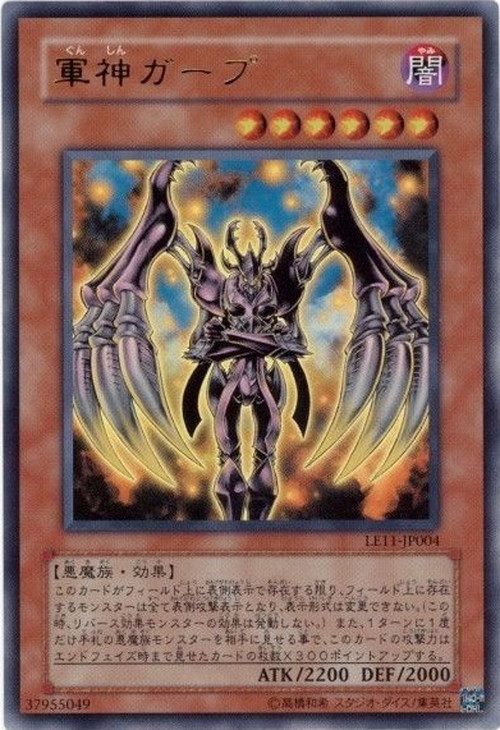 軍神ガープ
闇
LE11-JP004
【悪魔族・効果】
このカードがフィールド上に表側表示で存在する限り、フィールド上に存在
するモンスターは全て表側攻撃表示となり、表示形式は変更できない。(この
時、リバース効果モンスターの効果は発動しない。) また、1ターンに1度
だけ手札の悪魔族モンスターを相手に見せる事で、このカードの攻撃力は
エンドフェイズ時まで見せたカードの枚数X300ポイントアップする。
ATK/2200 DEF/2000
37955049 ©高橋和希 スタジオ・ダイス/集英社